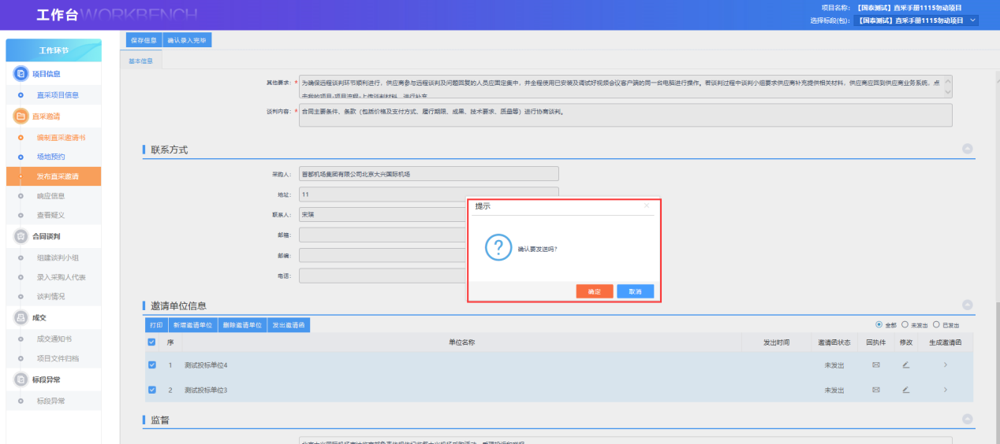 工作台WORKBENCH
项目名称: 【国泰测试】直采手册1115勿动项目
选择标段(包): 【国泰测试】直采手册1115勿动项目
工作环节
项目信息
直采项目信息
直采邀请
编制直采邀请书
场地预约
发布直采邀请
响应信息
查看疑义
合同谈判
组建谈判小组
录入采购人代表
谈判情况
成交
成交通知书
项目文件归档
标段异常
标段异常
保存信息 确认录入完毕
基本信息
其他要求: * 为确保远程谈判环节顺利进行，供应商参与远程谈判及问题回复的人员应固定集中，并全程使用已安装及调试好视频会议客户端的同一台电脑进行操作。若谈判过程中谈判小组要求供应商补充提供相关材料，供应商应回到供应商业务系统，点
击我的项目-项目流程-上传谈判材料，进行补充
谈判内容: * 合同主要条件、条款（包括价格及支付方式、履行期限、成果、技术要求、质量等）进行协商谈判。
联系方式
采购人: 首都机场集团有限公司北京大兴国际机场
地址: 11
联系人: 宋瑛
邮箱:
邮编:
电话:
提示
×
确认要发送吗?
确定 取消
邀请单位信息
打印 新增邀请单位 删除邀请单位 发出邀请函
全部 未发出 已发出
序 单位名称 发出时间 邀请函状态 回执件 修改 生成邀请函
1 测试投标单位4 未发出
2 测试投标单位3 未发出
监督